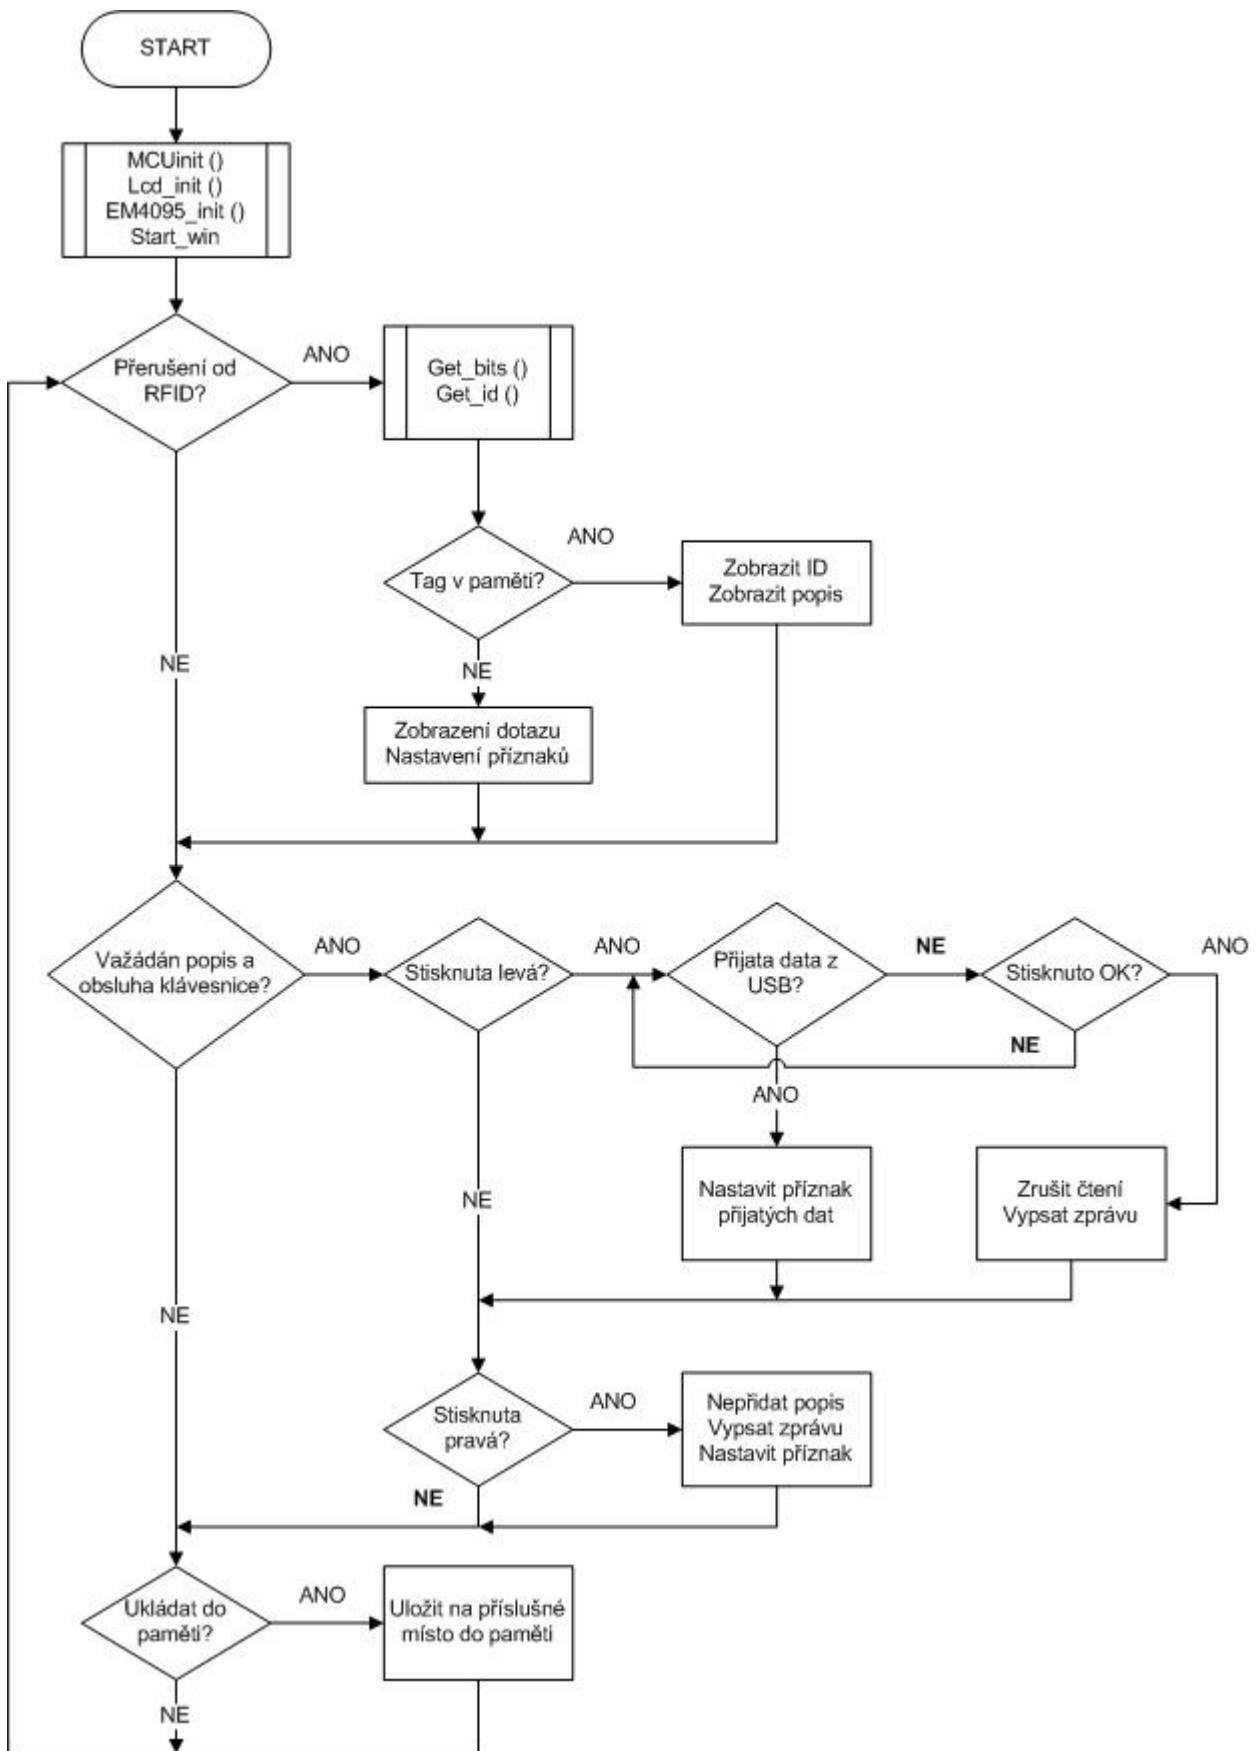 START
MCUinit ()
Lcd_init ()
EM4095_init ()
Start_win
Přerušení od
RFID?
ANO
Get_bits ()
Get_id ()
NE
Tag v paměti?
ANO
Zobrazit ID
Zobrazit popis
NE
Zobrazení dotazu
Nastavení příznaků
Važádán popis a
obsluha klávesnice?
ANO
Stisknuta levá?
ANO
Přijata data z
USB?
NE
Stisknuto OK?
ANO
NE
ANO
NE
Nastavit příznak
přijatých dat
Zrušit čtení
Vypsat zprávu
NE
Stisknuta
pravá?
ANO
Nepřidat popis
Vypsat zprávu
Nastavit příznak
NE
Ukládat do
paměti?
ANO
Uložit na příslušné
místo do paměti
NE